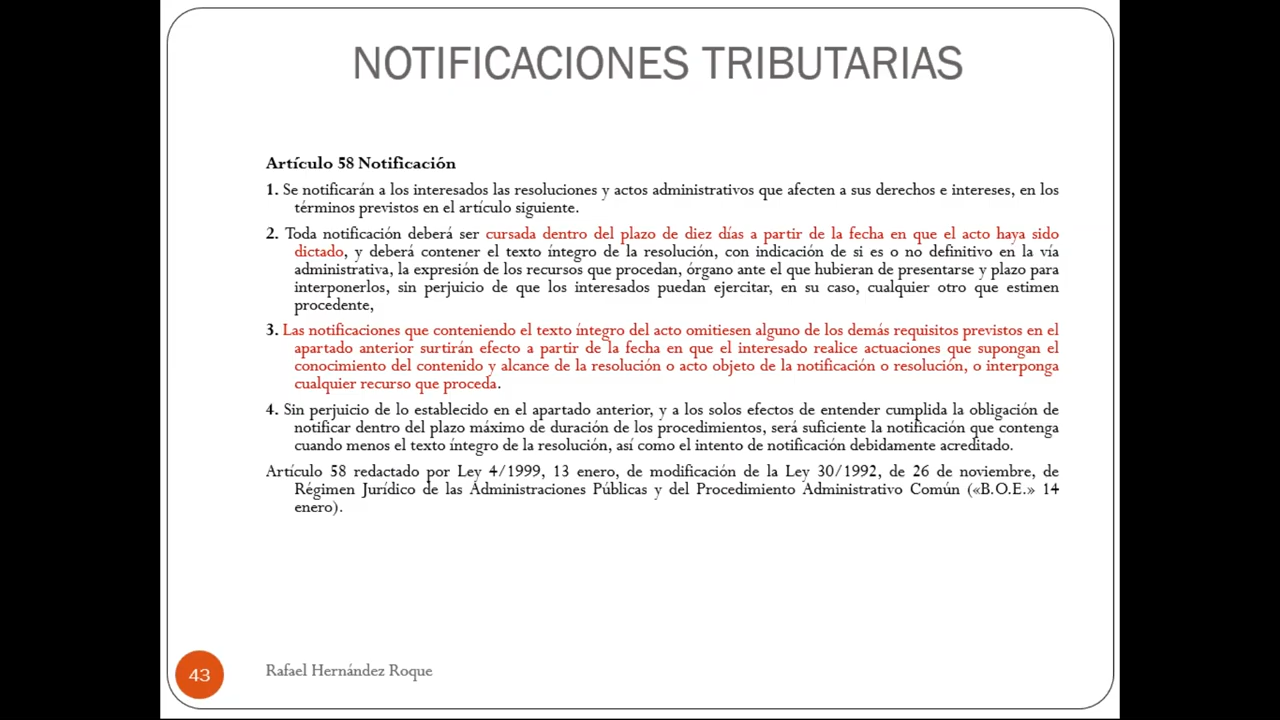 NOTIFICACIONES TRIBUTARIAS
Artículo 58 Notificación
1. Se notificarán a los interesados las resoluciones y actos administrativos que afecten a sus derechos e intereses, en los
términos previstos en el artículo siguiente.
2. Toda notificación deberá ser cursada dentro del plazo de diez días a partir de la fecha en que el acto haya sido
dictado, y deberá contener el texto íntegro de la resolución, con indicación de si es o no definitivo en la vía
administrativa, la expresión de los recursos que procedan, órgano ante el que hubieran de presentarse y plazo para
interponerlos, sin perjuicio de que los interesados puedan ejercitar, en su caso, cualquier otro que estimen
procedente,
3. Las notificaciones que conteniendo el texto íntegro del acto omitiesen alguno de los demás requisitos previstos en el
apartado anterior surtirán efecto a partir de la fecha en que el interesado realice actuaciones que supongan el
conocimiento del contenido y alcance de la resolución o acto objeto de la notificación o resolución, o interponga
cualquier recurso que proceda.
4. Sin perjuicio de lo establecido en el apartado anterior, y a los solos efectos de entender cumplida la obligación de
notificar dentro del plazo máximo de duración de los procedimientos, será suficiente la notificación que contenga
cuando menos el texto íntegro de la resolución, así como el intento de notificación debidamente acreditado.
Artículo 58 redactado por Ley 4/1999, 13 enero, de modificación de la Ley 30/1992, de 26 de noviembre, de
Régimen Jurídico de las Administraciones Públicas y del Procedimiento Administrativo Común («B.O.E.» 14
enero).
43
Rafael Hernández Roque